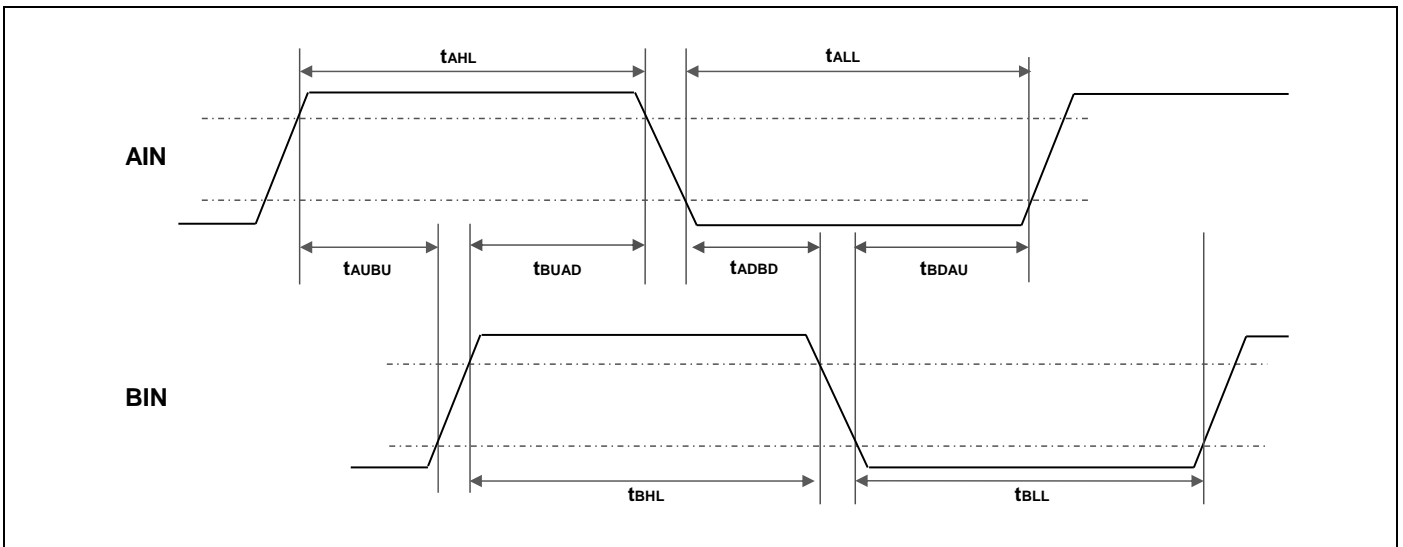 tAHL
tALL
AIN
tAUBU
tBUAD
tADBD
tBDAU
BIN
tBHL
tBLL